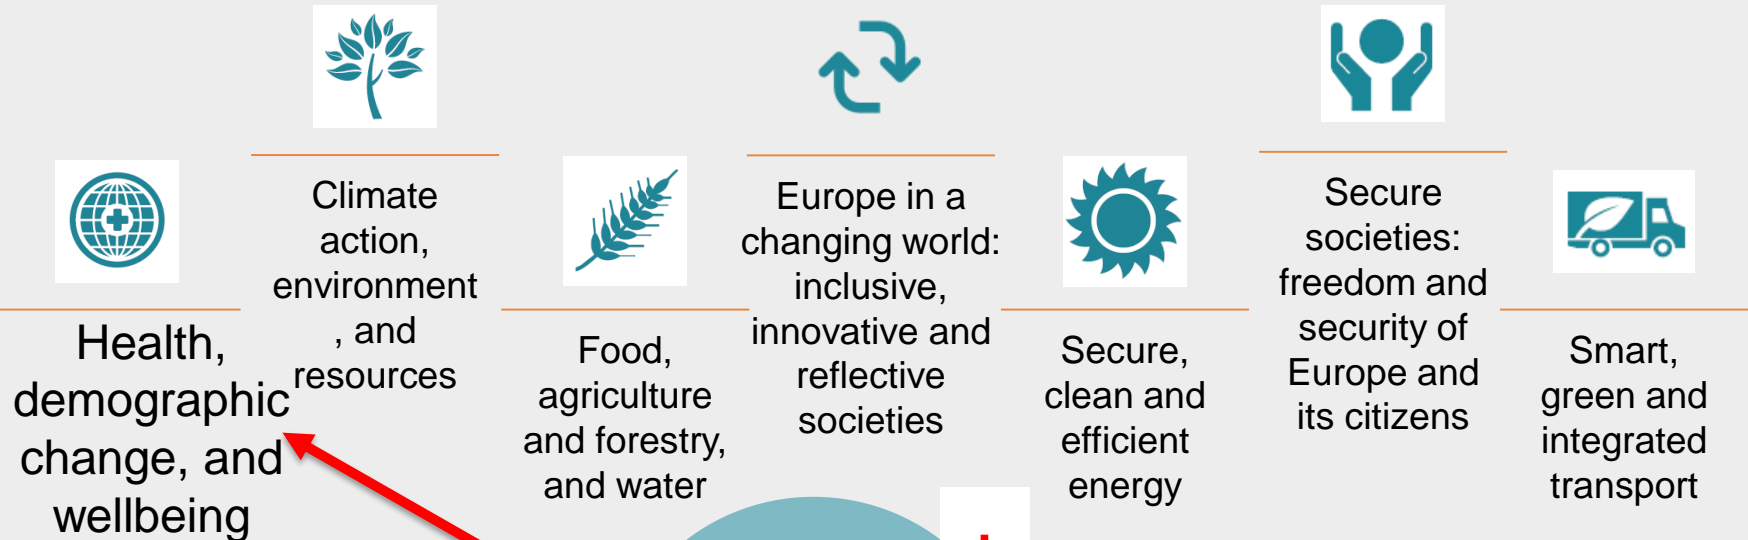 Health,
demographic
change, and
wellbeing
Climate
action,
environment
, and
resources
Food,
agriculture
and forestry,
and water
Europe in a
changing world:
inclusive,
innovative and
reflective
societies
Secure,
clean and
efficient
energy
Secure
societies:
freedom and
security of
Europe and
its citizens
Smart,
green and
integrated
transport